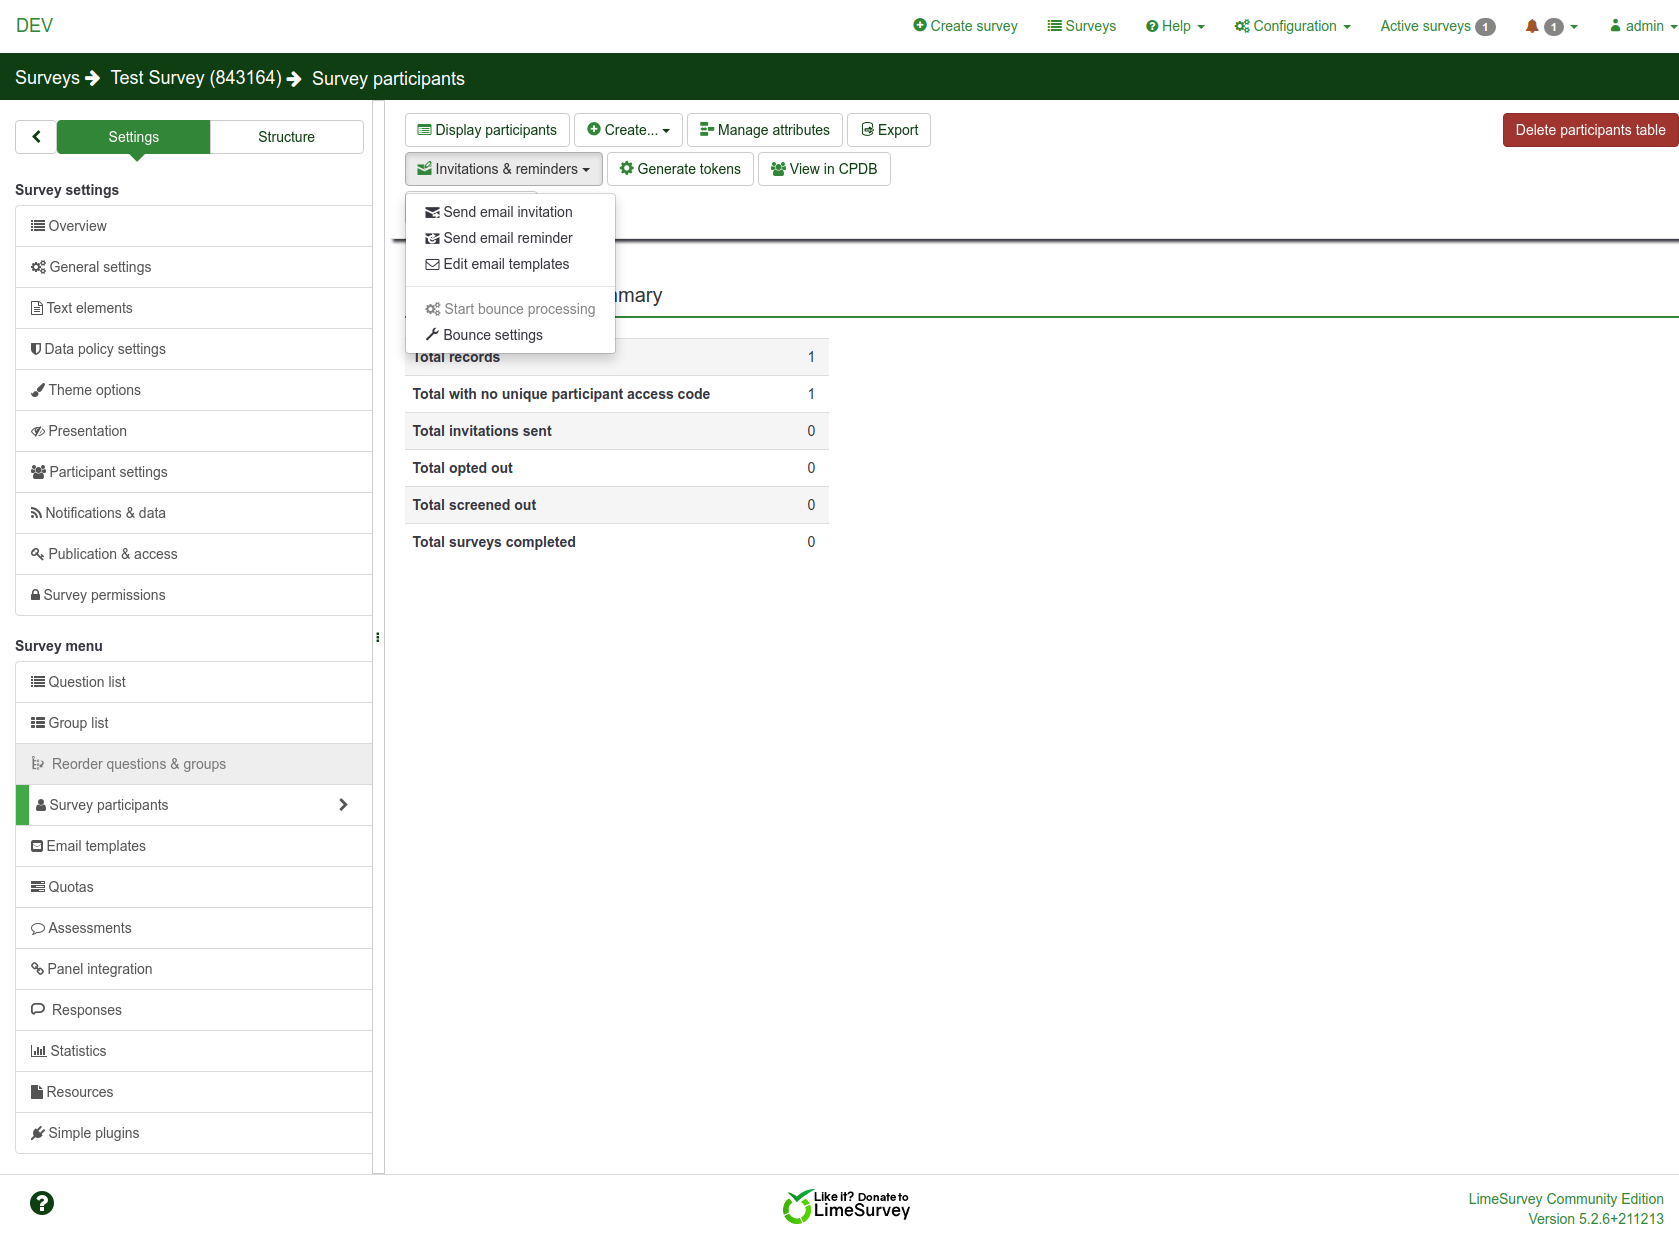 DEV
Create survey Surveys Help Configuration Active surveys 1 1 admin
Surveys Test Survey (843164) Survey participants
Settings Structure
Display participants Create... Manage attributes Export Delete participants table
Invitations & reminders Generate tokens View in CPDB
Send email invitation
Send email reminder
Edit email templates
Start bounce processing
Bounce settings
Survey settings
Overview
General settings
Text elements
Data policy settings
Theme options
Presentation
Participant settings
Notifications & data
Publication & access
Survey permissions
Survey menu
Question list
Group list
Reorder questions & groups
Survey participants
Email templates
Quotas
Assessments
Panel integration
Responses
Statistics
Resources
Simple plugins
Total records 1
Total with no unique participant access code 1
Total invitations sent 0
Total opted out 0
Total screened out 0
Total surveys completed 0
Like it? Donate to
LimeSurvey
LimeSurvey Community Edition
Version 5.2.6+211213